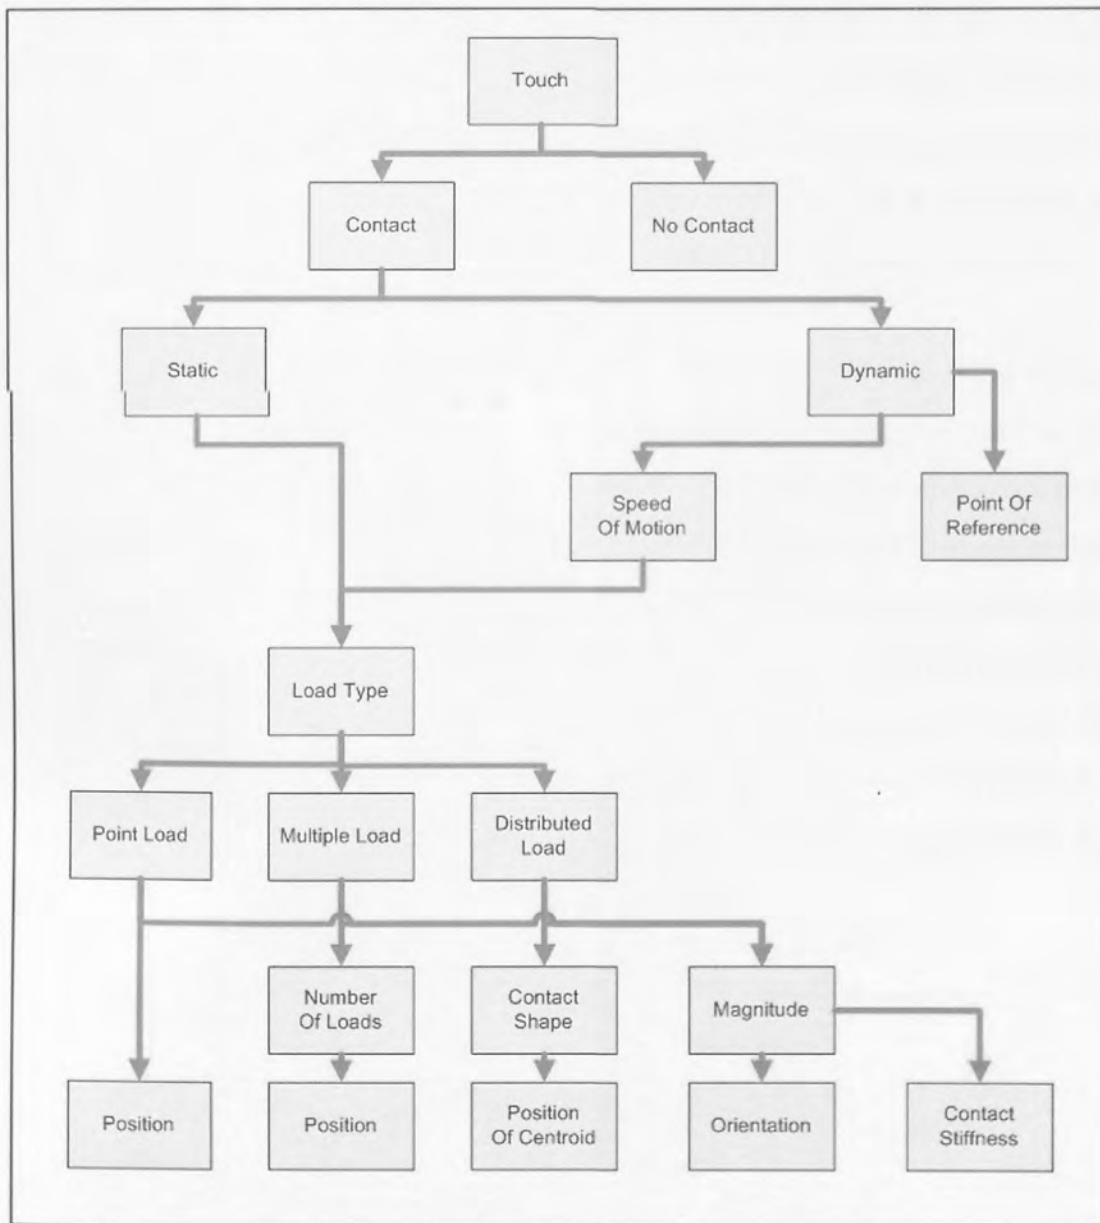 Touch
Contact
No Contact
Static
Dynamic
Speed
Of Motion
Point Of
Reference
Load Type
Point Load
Multiple Load
Distributed
Load
Number
Of Loads
Contact
Shape
Magnitude
Position
Position
Position
Of Centroid
Orientation
Contact
Stiffness